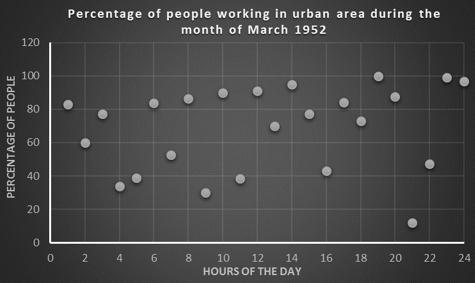 Percentage of people working in urban area during the
month of March 1952
PERCENTAGE OF PEOPLE
120
100
80
60
40
20
0
0 2 4 6 8 10 12 14 16 18 20 22 24
HOURS OF THE DAY